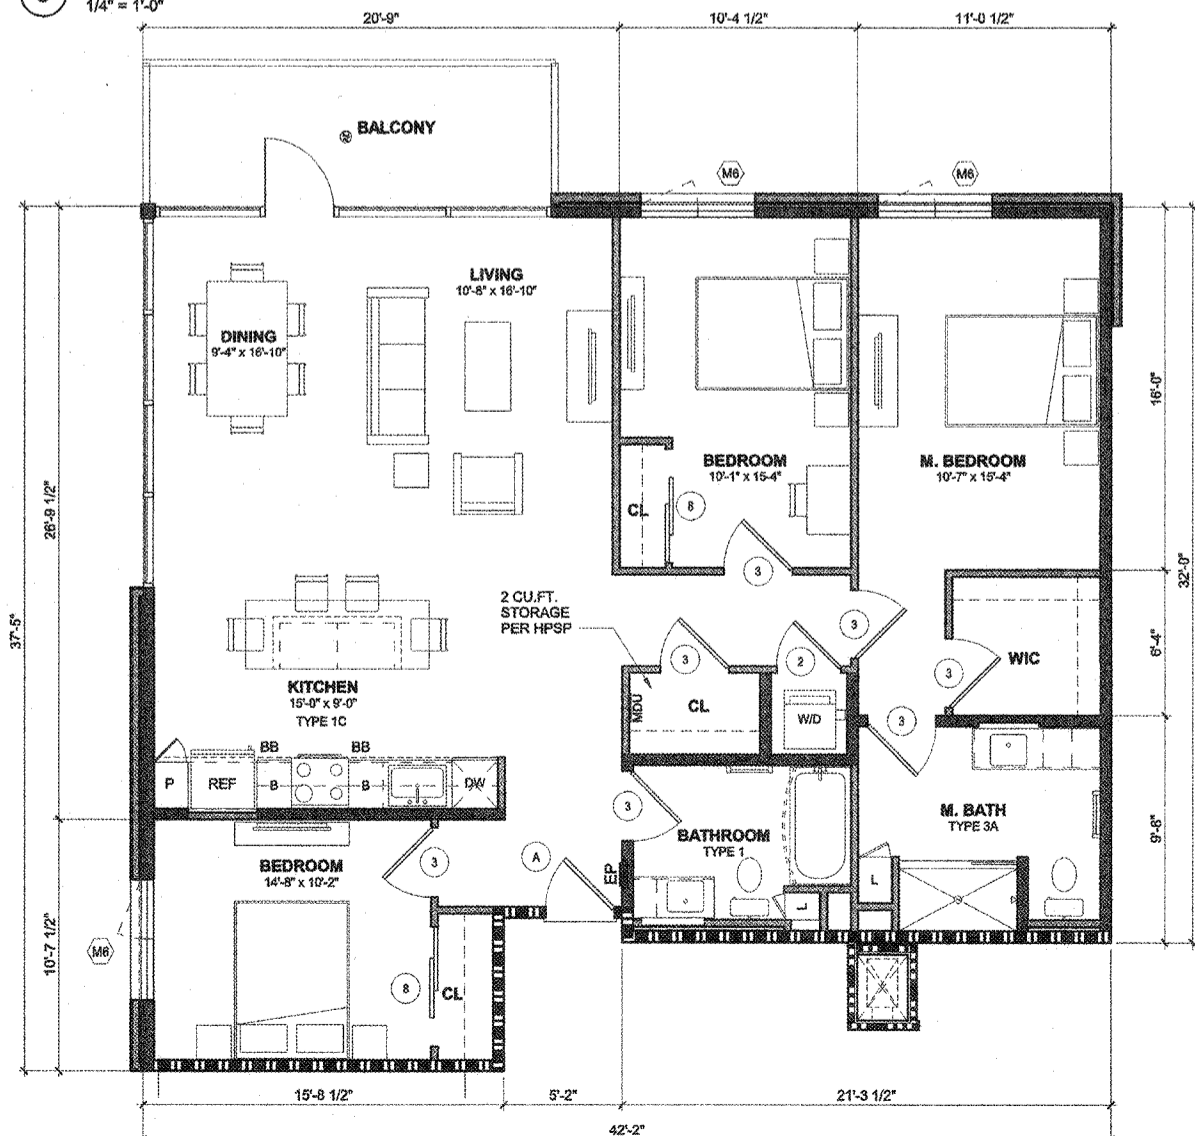 1/4" = 1'-0"
20'-9"
10'-4 1/2"
11'-0 1/2"
BALCONY
M6
M6
LIVING
10'-8" x 16'-10"
DINING
9'-4" x 16'-10"
BEDROOM
10'-1" x 15'-4"
M. BEDROOM
10'-7" x 15'-4"
16'-0"
26'-9 1/2"
CL
8
3
32'-0"
37'-5"
2 CU.FT.
STORAGE
PER HPSP
3
3
2
6'-4"
WIC
3
KITCHEN
15'-0" x 9'-0"
TYPE 1C
MDU
CL
W/D
3
BB
BB
P
REF
B
B
DW
3
BATHROOM
TYPE 1
M. BATH
TYPE 3A
9'-8"
BEDROOM
14'-8" x 10'-2"
3
A
EP
L
L
10'-7 1/2"
M6
8
CL
15'-8 1/2"
5'-2"
21'-3 1/2"
42'-2"